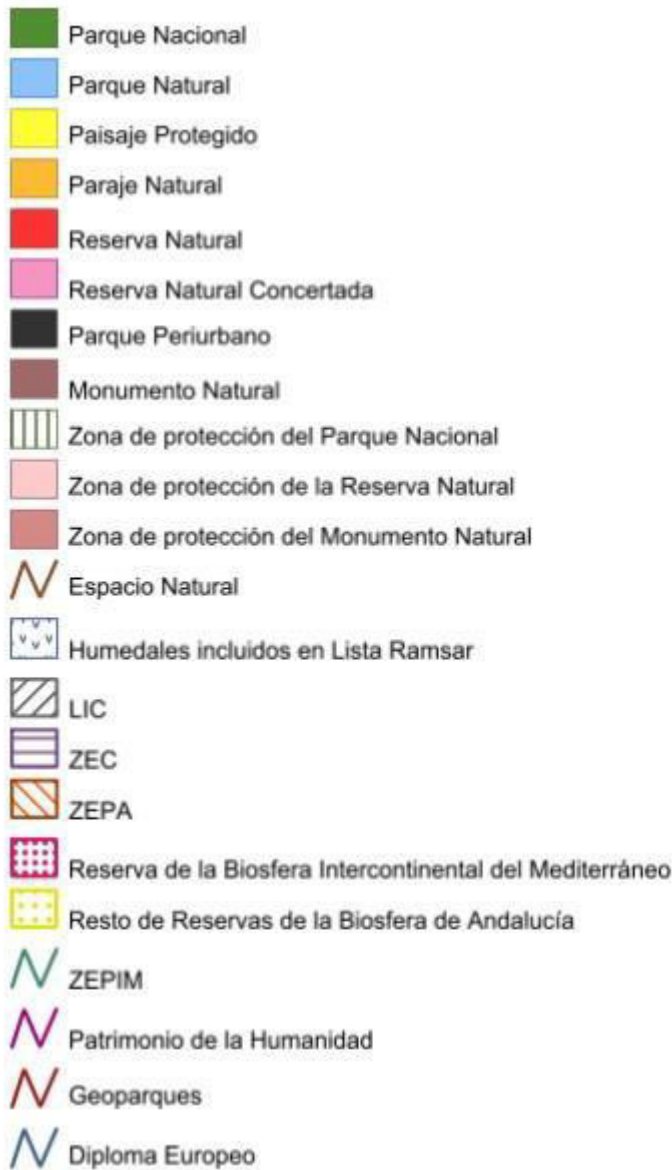 Parque Nacional
Parque Natural
Paisaje Protegido
Paraje Natural
Reserva Natural
Reserva Natural Concertada
Parque Periurbano
Monumento Natural
Zona de protección del Parque Nacional
Zona de protección de la Reserva Natural
Zona de protección del Monumento Natural
Espacio Natural
Humedales incluidos en Lista Ramsar
LIC
ZEC
ZEPA
Reserva de la Biosfera Intercontinental del Mediterráneo
Resto de Reservas de la Biosfera de Andalucía
ZEPIM
Patrimonio de la Humanidad
Geoparques
Diploma Europeo